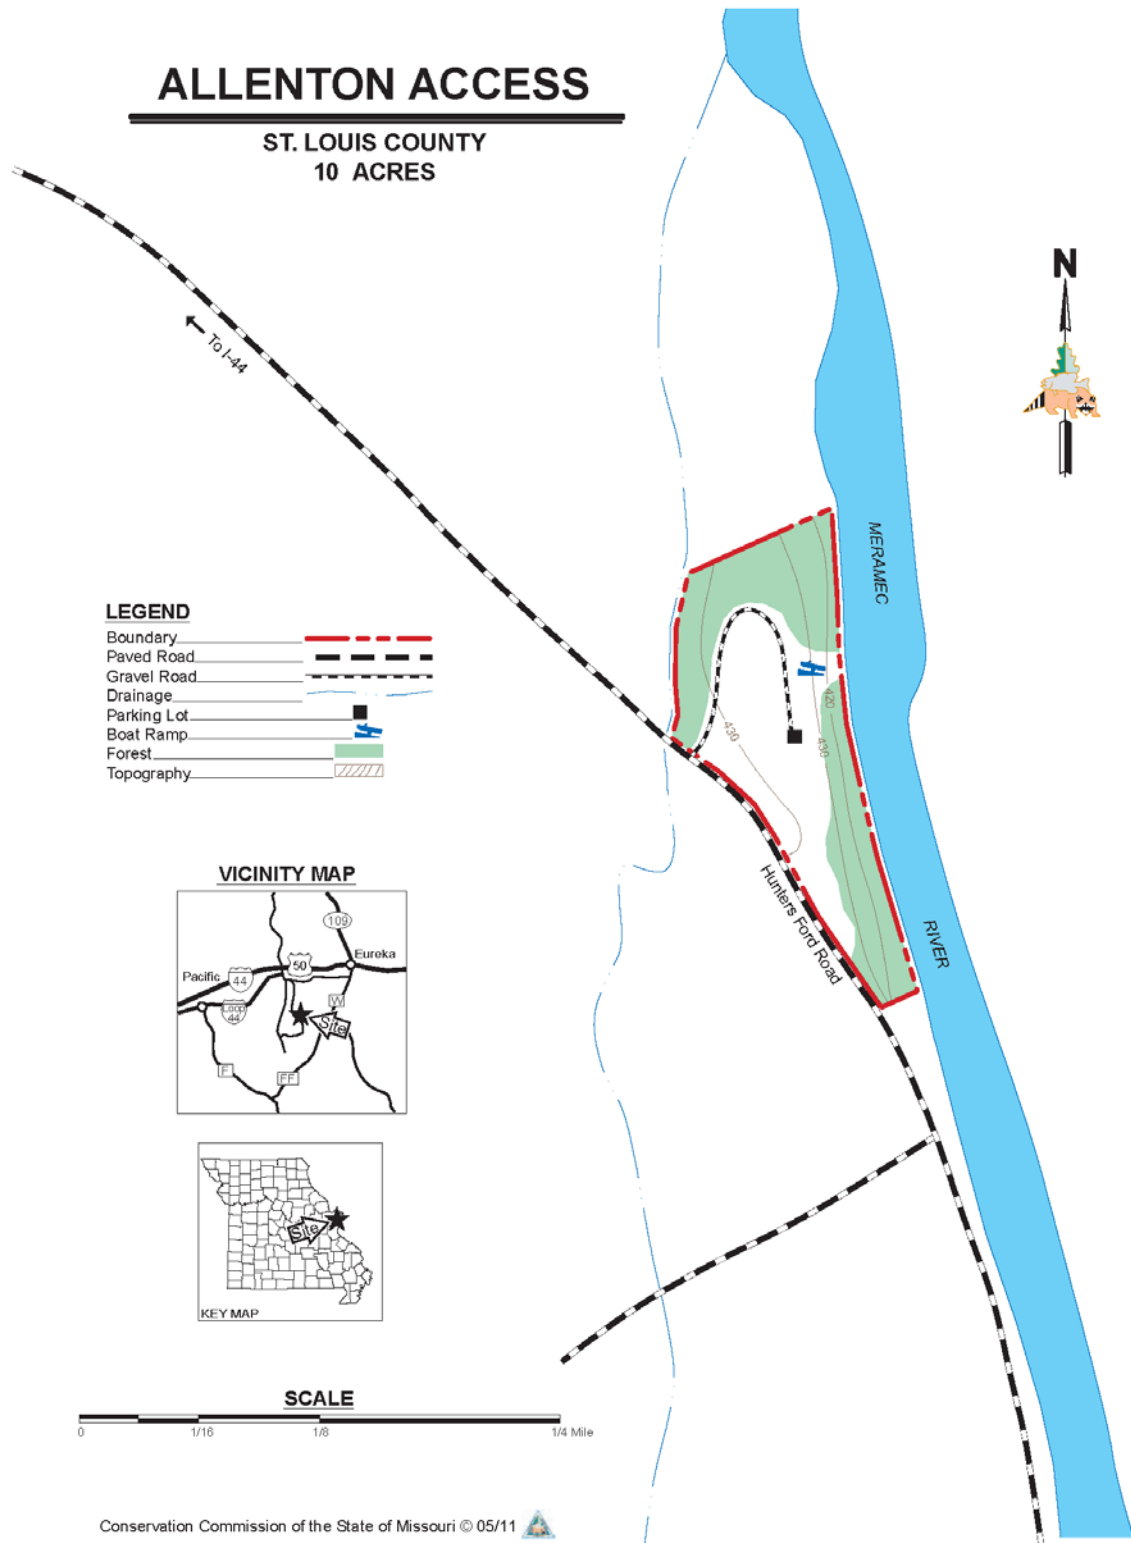 ALLENTON ACCESS
ST. LOUIS COUNTY
10 ACRES
To I-44
N
MERAMEC
RIVER
420
430
430
Hunters Ford Road
LEGEND
Boundary
Paved Road
Gravel Road
Drainage
Parking Lot
Boat Ramp
Forest
Topography
VICINITY MAP
109
50
Eureka
Pacific
44
Loop
44
W
Site
F
FF
Site
KEY MAP
SCALE
0 1/16 1/8 1/4 Mile
Conservation Commission of the State of Missouri © 05/11